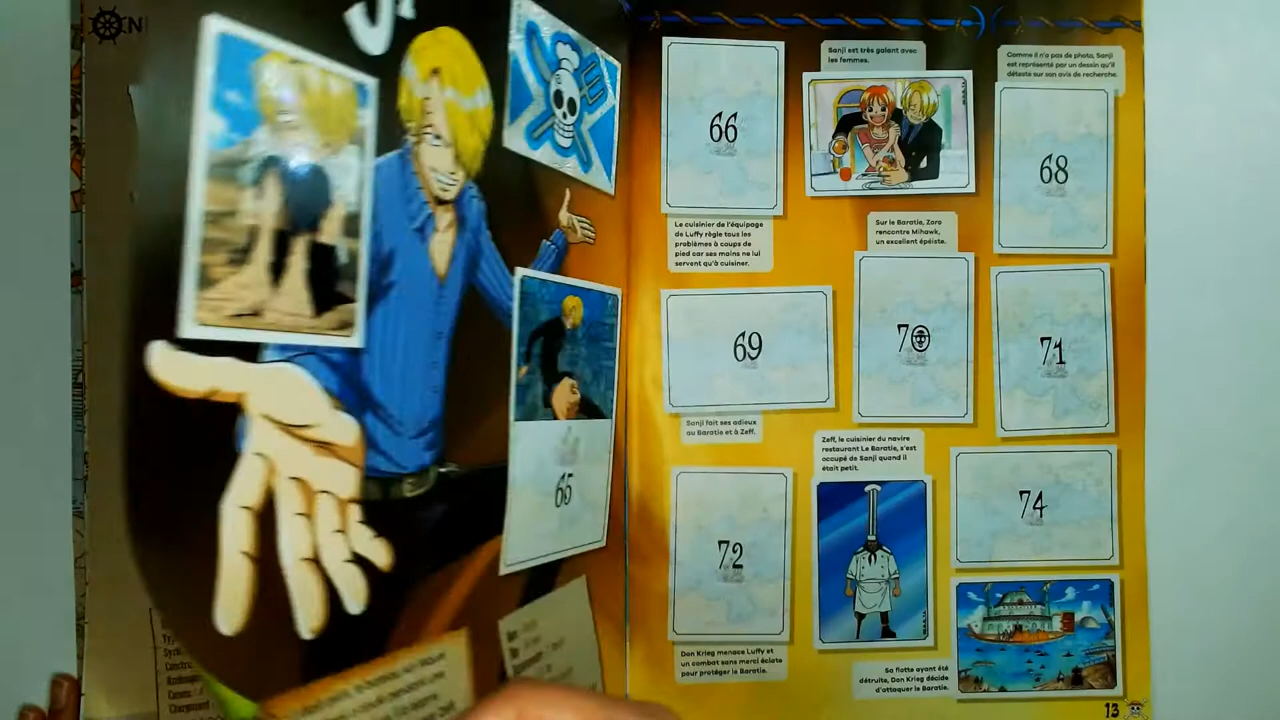 N
65
66
Le cuisinier de l'équipage
de Luffy règle tous les
problèmes à coups de
pied car ses mains ne lui
servent qu'à cuisiner.
Sanji est très galant avec
les femmes.
Comme il n'a pas de photo, Sanji
est représenté par un dessin qu'il
déteste sur son avis de recherche.
68
69
Sanji fait ses adieux
au Baratie et à Zeff.
Sur le Baratie, Zoro
rencontre Mihawk,
un excellent épéiste.
70
71
72
Don Krieg menace Luffy et
un combat sans merci éclate
pour protéger le Baratie.
Zeff, le cuisinier du navire
restaurant Le Baratie, s'est
occupé de Sanji quand il
était petit.
74
Sa flotte ayant été
détruite, Don Krieg décide
d'attaquer le Baratie.
13